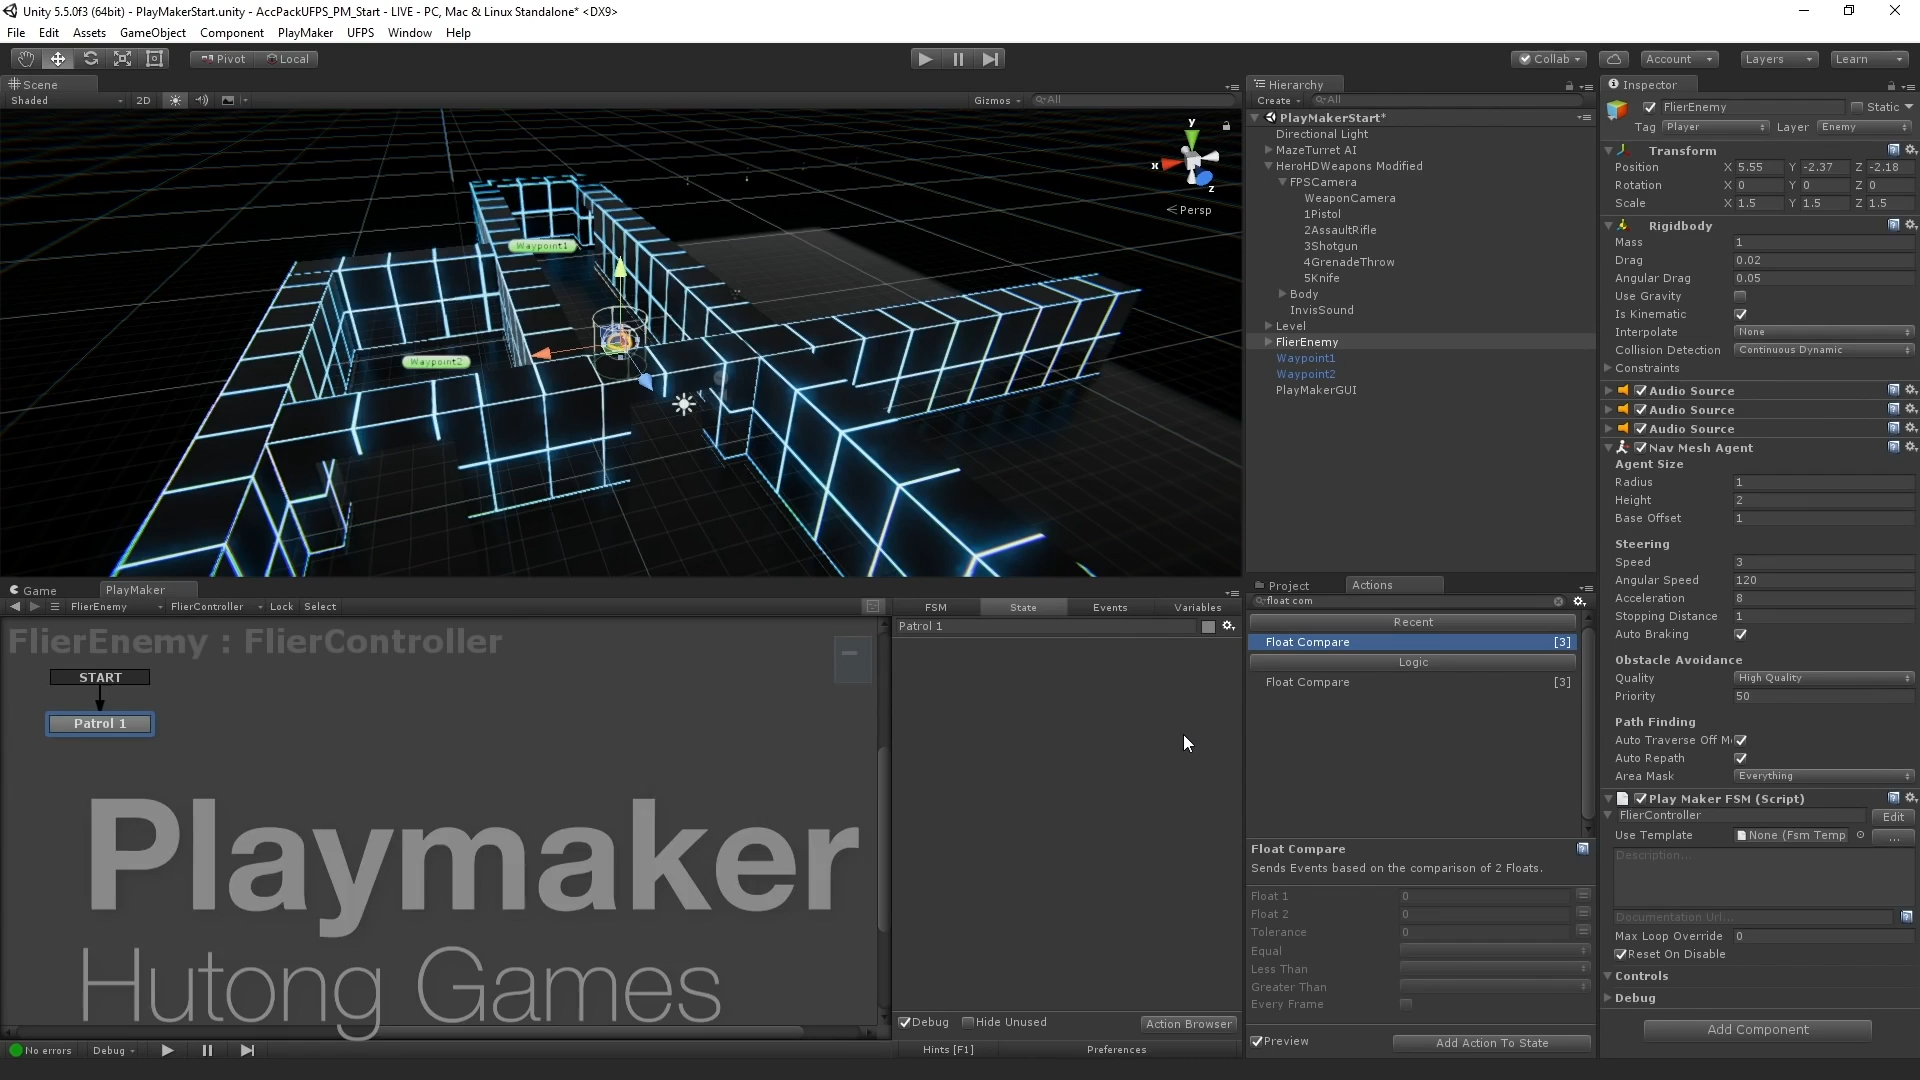 Unity 5.5.0f3 (64bit) - PlayMakerStart.unity - AccPackUFPS_PM_Start - LIVE - PC, Mac & Linux Standalone* <DX9>
File Edit Assets GameObject Component PlayMaker UFPS Window Help
Pivot Local Collab Account Layers Learn
Scene
Shaded 2D Gizmos All
y
x
z
Persp
Waypoint1
Waypoint2
Hierarchy
Create All
PlayMakerStart*
Directional Light
MazeTurret AI
HeroHDWeapons Modified
FPSCamera
WeaponCamera
1Pistol
2AssaultRifle
3Shotgun
4GrenadeThrow
5Knife
Body
InvisSound
Level
FlierEnemy
Waypoint1
Waypoint2
PlayMakerGUI
Inspector
FlierEnemy Static
Tag Player Layer Enemy
Transform
Position X 5.55 Y -2.37 Z -2.18
Rotation X 0 Y 0 Z 0
Scale X 1.5 Y 1.5 Z 1.5
Rigidbody
Mass 1
Drag 0.02
Angular Drag 0.05
Use Gravity
Is Kinematic
Interpolate None
Collision Detection Continuous Dynamic
Constraints
Audio Source
Audio Source
Audio Source
Nav Mesh Agent
Agent Size
Radius 1
Height 2
Base Offset 1
Steering
Speed 3
Angular Speed 120
Acceleration 8
Stopping Distance 1
Auto Braking
Obstacle Avoidance
Quality High Quality
Priority 50
Path Finding
Auto Traverse Off M
Auto Repath
Area Mask Everything
Play Maker FSM (Script)
FlierController Edit
Use Template None (Fsm Temp ...
Description...
Documentation Url...
Max Loop Override 0
Reset On Disable
Controls
Debug
Add Component
Game PlayMaker
FlierEnemy FlierController Lock Select
FlierEnemy : FlierController
START
Patrol 1
Playmaker
Hutong Games
No errors Debug
FSM State Events Variables
Patrol 1
Debug Hide Unused Action Browser
Hints [F1] Preferences
Project Actions
float com
Recent
Float Compare [3]
Logic
Float Compare [3]
Float Compare
Sends Events based on the comparison of 2 Floats.
Float 1 0
Float 2 0
Tolerance 0
Equal
Less Than
Greater Than
Every Frame
Preview Add Action To State